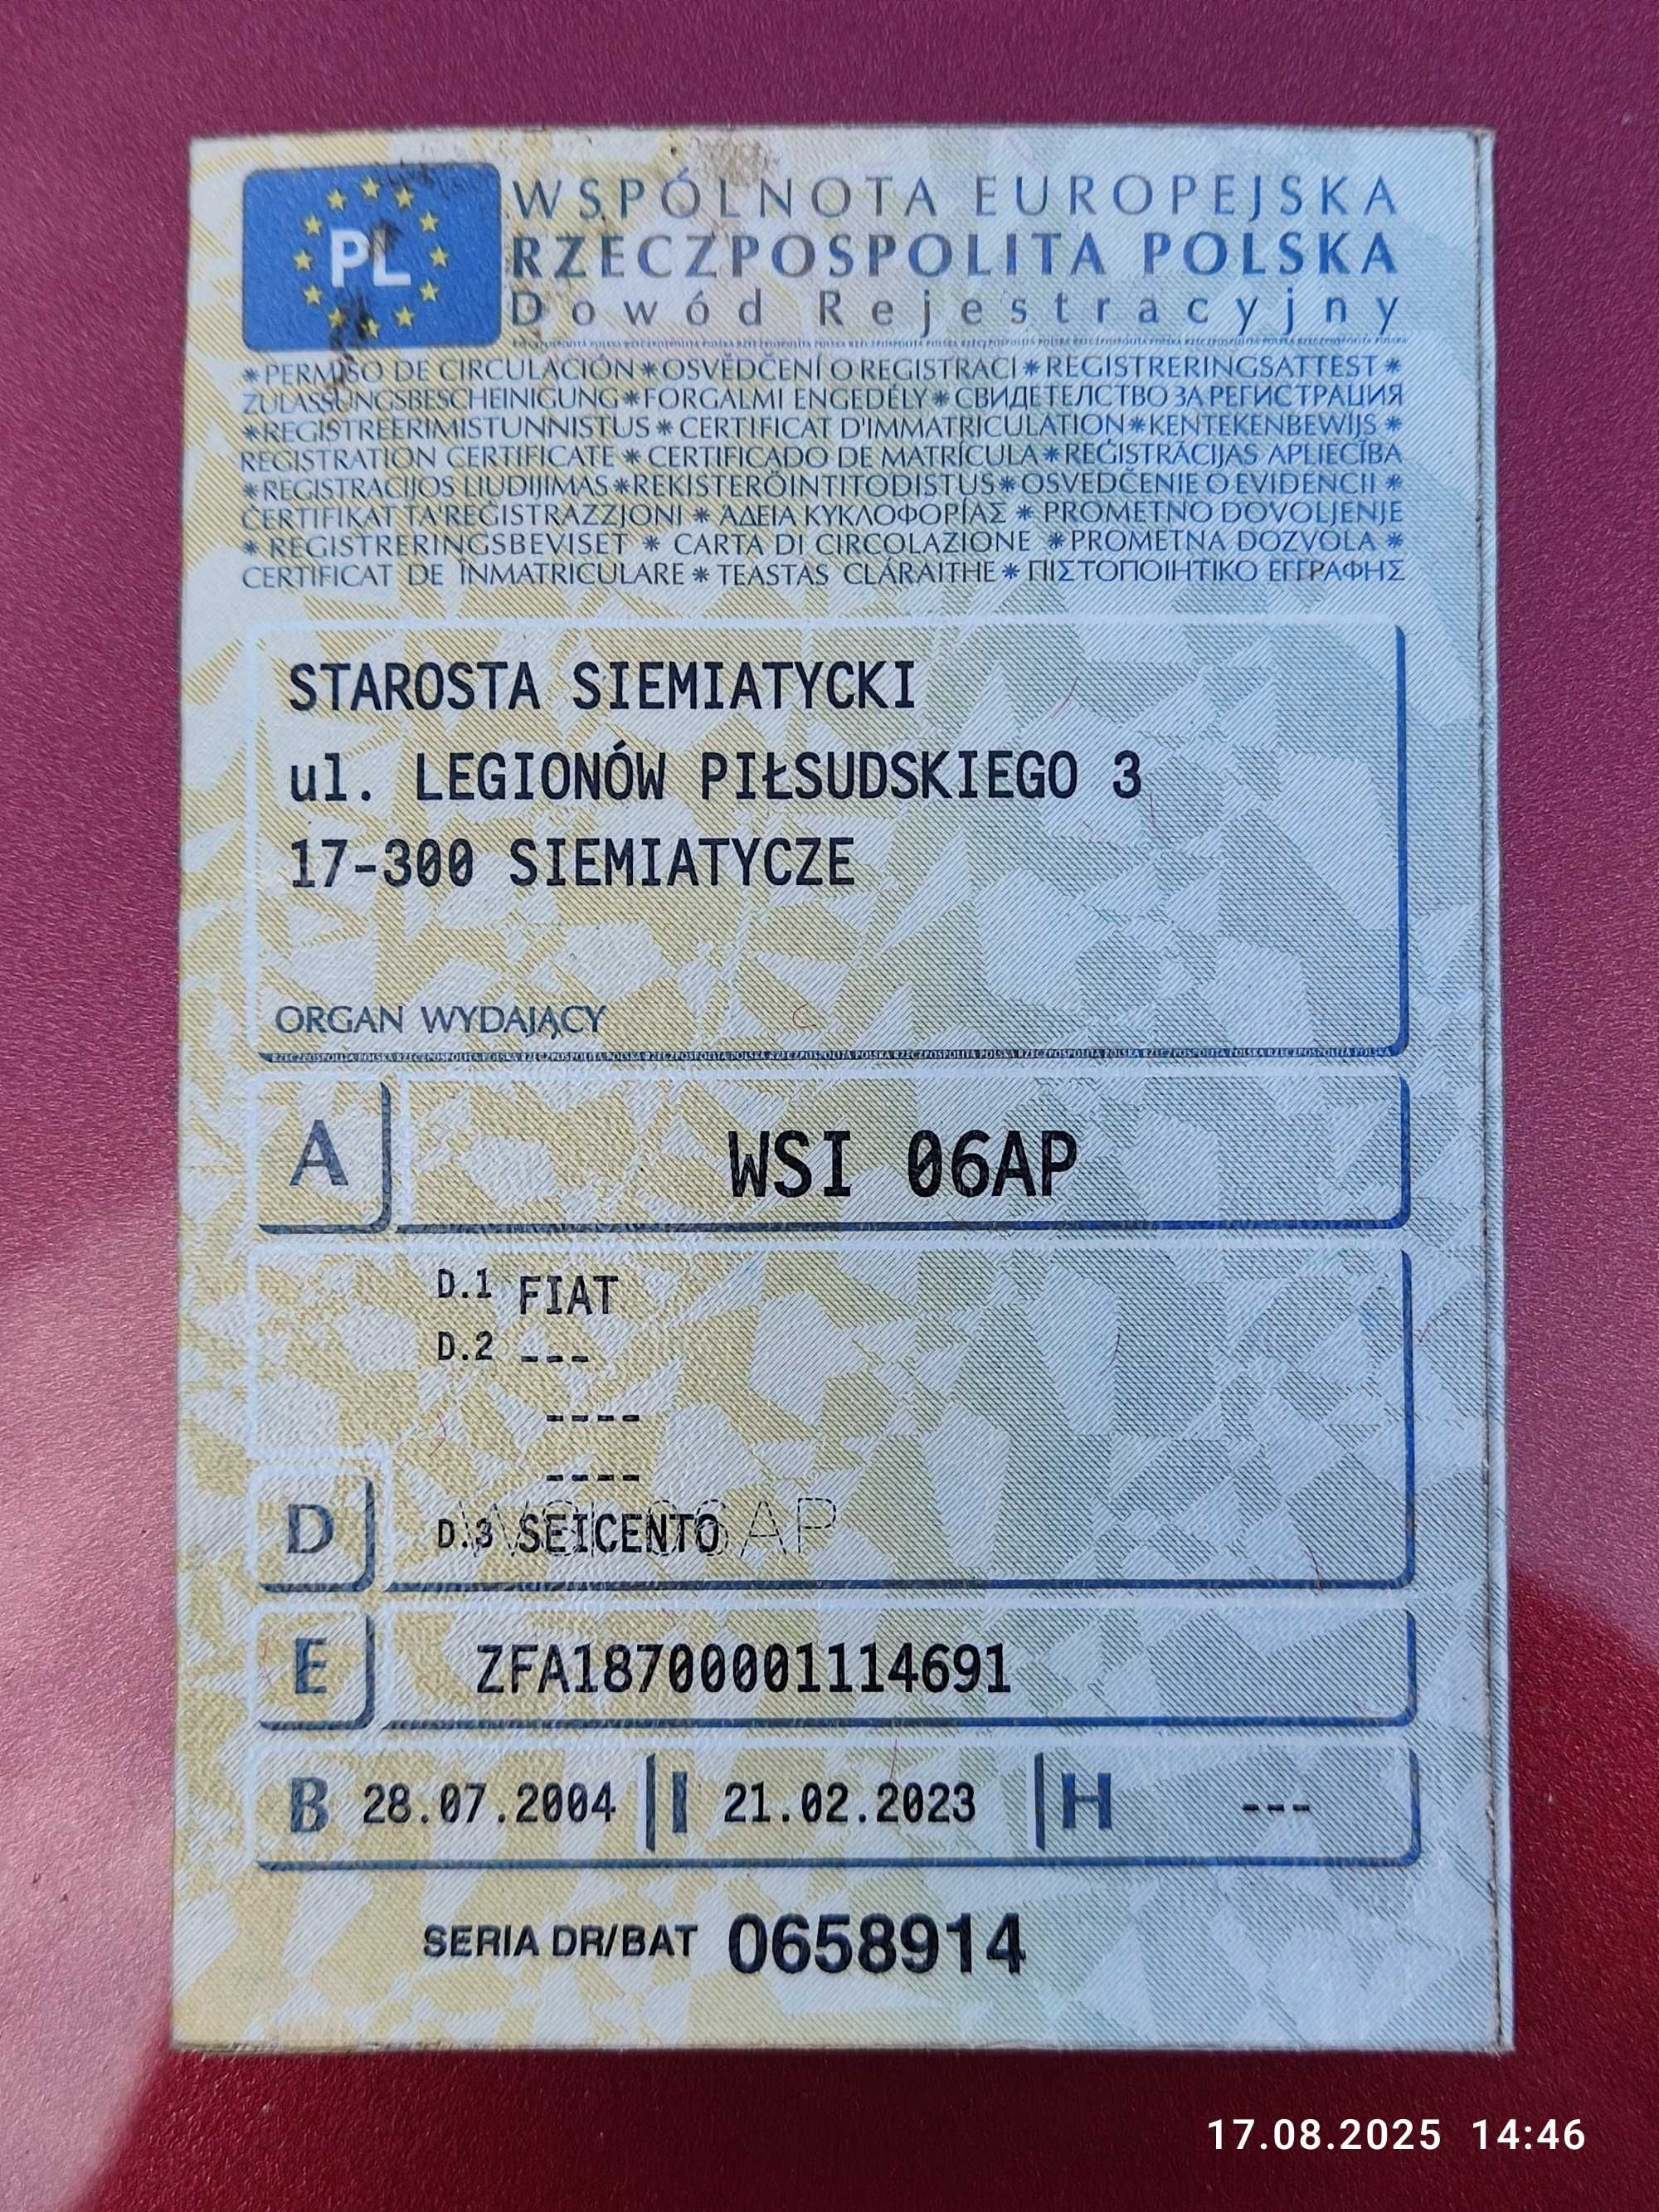 PL
WSPÓLNOTA EUROPEJSKA
RZECZPOSPOLITA POLSKA
Dowód Rejestracyjny
*PERMISO DE CIRCULACIÓN*OSVĚDČENÍ O REGISTRACI*REGISTRERINGSATTEST*
ZULASSUNGSBESCHEINIGUNG*FORGALMI ENGEDÉLY*СВИДЕТЕЛСТВО ЗА РЕГИСТРАЦИЯ
*REGISTREERIMISTUNNISTUS*CERTIFICAT D'IMMATRICULATION*KENTEKENBEWIJS*
REGISTRATION CERTIFICATE*CERTIFICADO DE MATRÍCULA*REĢISTRĀCIJAS APLIECĪBA
*REGISTRACIJOS LIUDIJIMAS*REKISTERÖINTITODISTUS*OSVEDČENIE O EVIDENCII*
ĊERTIFIKAT TA'REĠISTRAZZJONI*ΆΔΕΙΑ ΚΥΚΛΟΦΟΡΊΑΣ*PROMETNO DOVOLJENJE
*REGISTRERINGSBEVISET*CARTA DI CIRCOLAZIONE*PROMETNA DOZVOLA*
CERTIFICAT DE ÎNMATRICULARE*TEASTAS CLÁRAITHE*ΠΙΣΤΟΠΟΙΗΤΙΚΟ ΕΓΓΡΑΦΗΣ
STAROSTA SIEMIATYCKI
ul. LEGIONÓW PIŁSUDSKIEGO 3
17-300 SIEMIATYCZE
ORGAN WYDAJĄCY
A WSI 06AP
D.1 FIAT
D.2 ---
----
----
D D.3 SEICENTO
WSI 06AP
E ZFA18700001114691
B 28.07.2004 I 21.02.2023 H ---
SERIA DR/BAT 0658914
17.08.2025 14:46